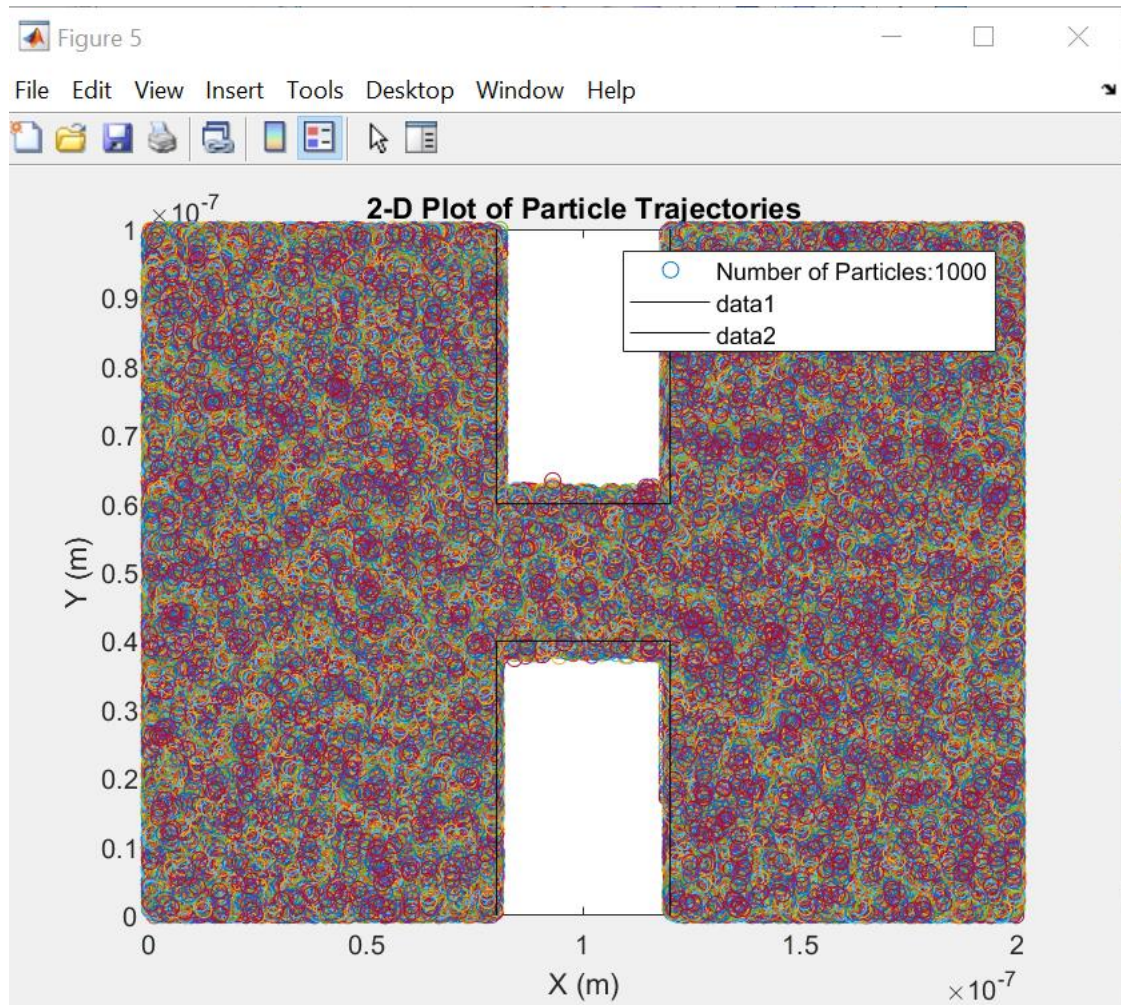 Figure 5
File Edit View Insert Tools Desktop Window Help
×10⁻⁷
2-D Plot of Particle Trajectories
1
0.9
0.8
0.7
0.6
0.5
0.4
0.3
0.2
0.1
0
Y (m)
Number of Particles:1000
data1
data2
0 0.5 1 1.5 2
X (m)
×10⁻⁷